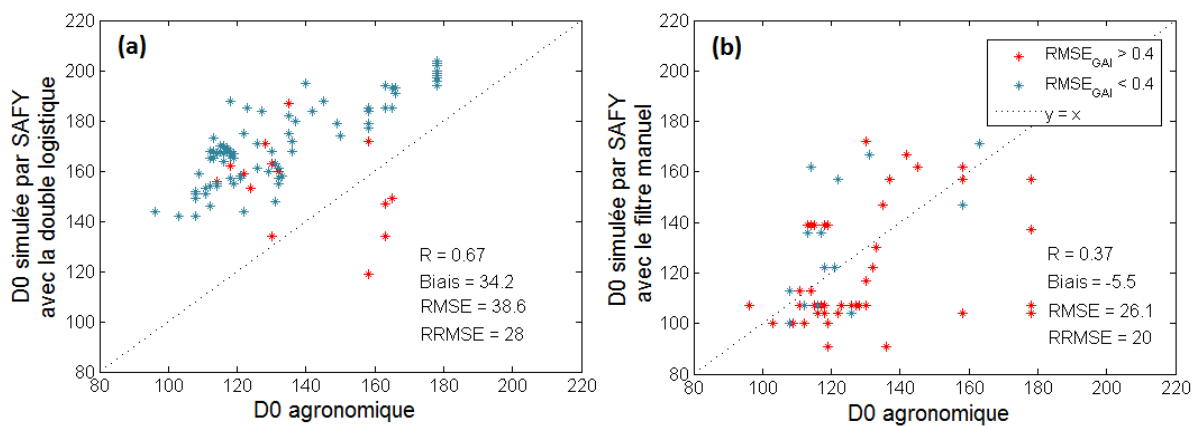 (a)
D0 simulée par SAFY
avec la double logistique
220
200
180
160
140
120
100
80
R = 0.67
Biais = 34.2
RMSE = 38.6
RRMSE = 28
80 100 120 140 160 180 200 220
D0 agronomique
(b)
D0 simulée par SAFY
avec le filtre manuel
220
200
180
160
140
120
100
80
RMSE_GAI > 0.4
RMSE_GAI < 0.4
y = x
R = 0.37
Biais = -5.5
RMSE = 26.1
RRMSE = 20
80 100 120 140 160 180 200 220
D0 agronomique